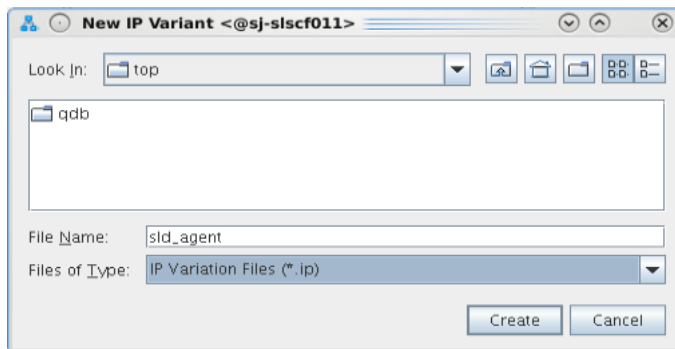 New IP Variant <@sj-slscf011>
Look In: top
qdb
File Name: sld_agent
Files of Type: IP Variation Files (*.ip)
Create Cancel